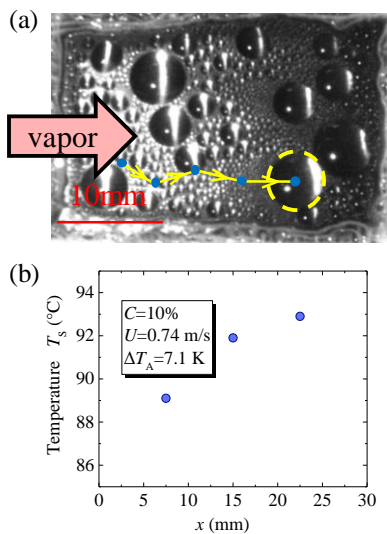 (a)
vapor
10mm
(b)
Temperature T_s (°C)
94
92
90
88
86
C=10%
U=0.74 m/s
ΔT_A=7.1 K
0
5
10
15
20
25
30
x (mm)